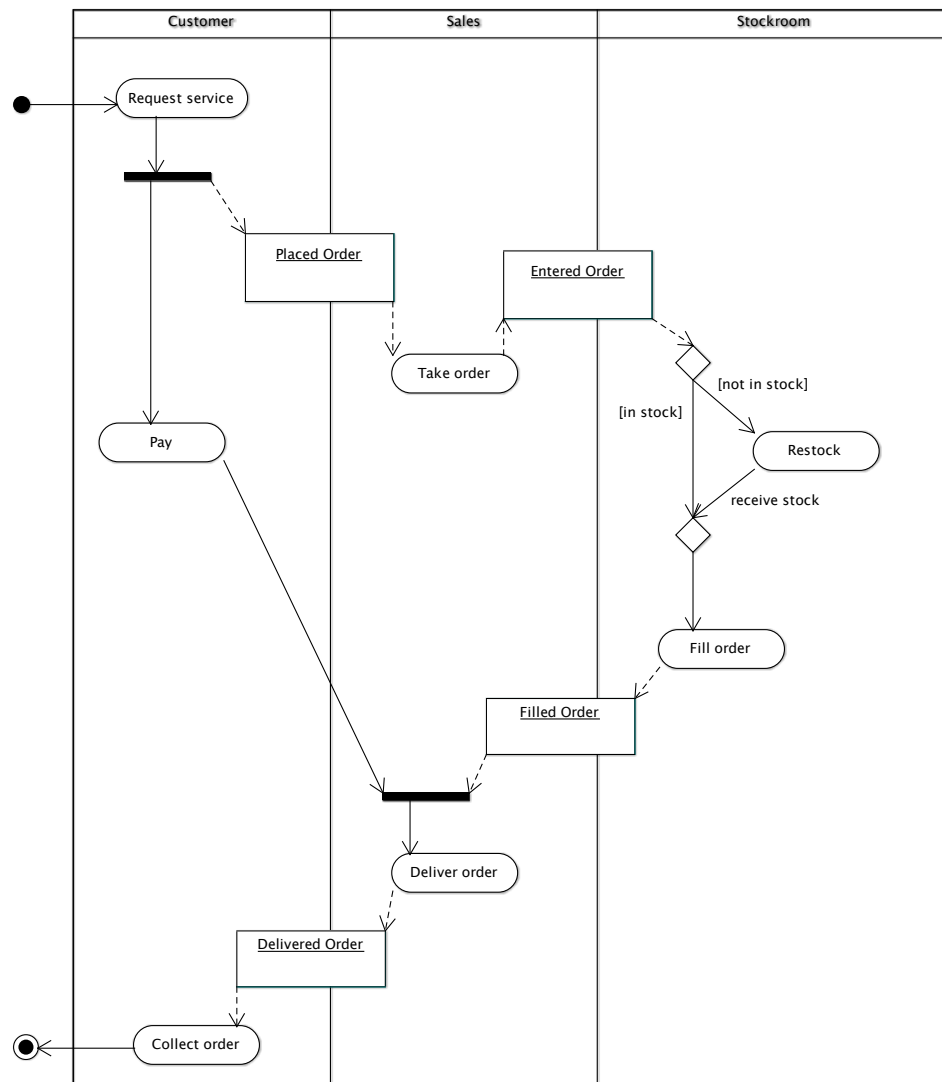 Customer
Sales
Stockroom
Request service
Placed Order
Entered Order
Take order
[not in stock]
[in stock]
Pay
Restock
receive stock
Fill order
Filled Order
Deliver order
Delivered Order
Collect order